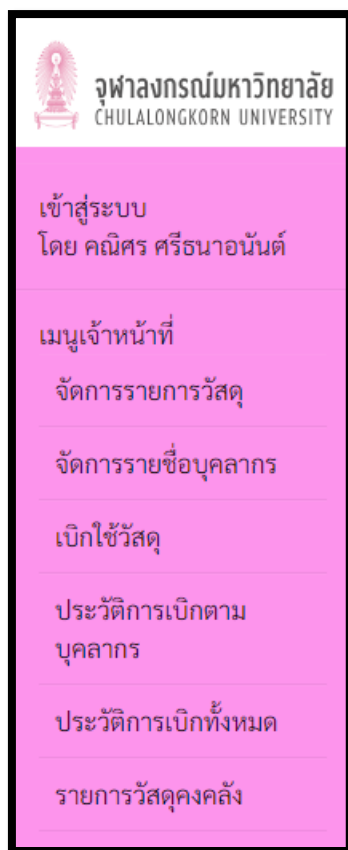 จุฬาลงกรณ์มหาวิทยาลัย
CHULALONGKORN UNIVERSITY
เข้าสู่ระบบ
โดย คณิศร ศรีธนาอนันต์
เมนูเจ้าหน้าที่
จัดการรายการวัสดุ
จัดการรายชื่อบุคลากร
เบิกใช้วัสดุ
ประวัติการเบิกตาม
บุคลากร
ประวัติการเบิกทั้งหมด
รายการวัสดุคงคลัง